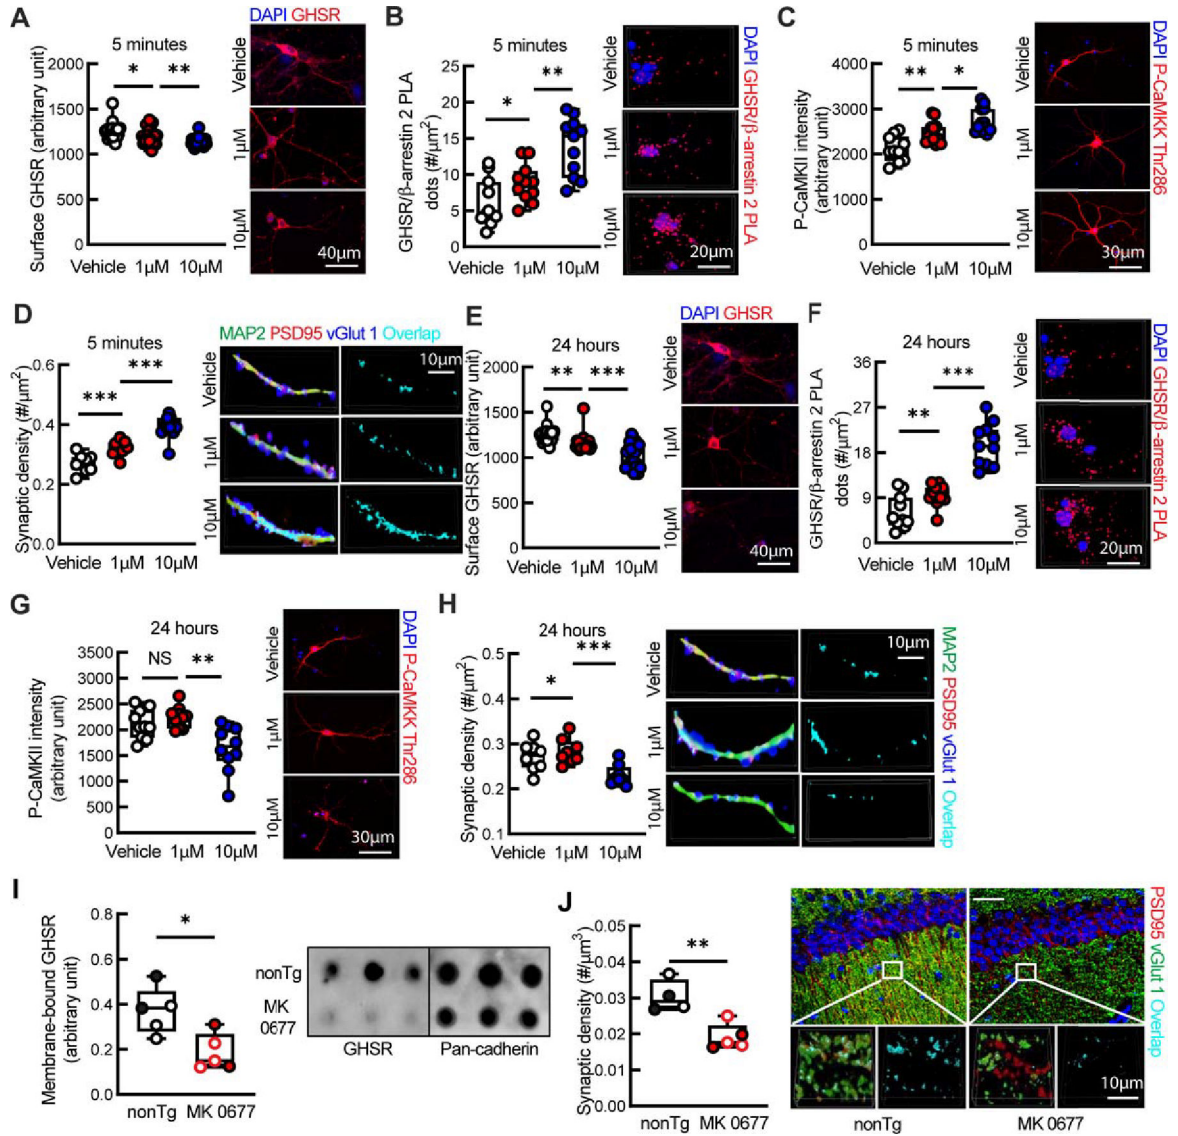 A
DAPI GHSR
5 minutes
Surface GHSR (arbitrary unit)
2000
1500
1000
500
0
* **
Vehicle 1µM 10µM
Vehicle
1µM
10µM
40µm
B
5 minutes
GHSR/β-arrestin 2 PLA
dots (#/µm²)
25
20
15
10
5
0
* **
Vehicle 1µM 10µM
Vehicle
1µM
10µM
20µm
DAPI GHSR/β-arrestin 2 PLA
C
5 minutes
P-CaMKII intensity
(arbitrary unit)
4000
3000
2000
1000
0
** *
Vehicle 1µM 10µM
Vehicle
1µM
10µM
30µm
DAPI P-CaMKK Thr286
D
MAP2 PSD95 vGlut 1 Overlap
5 minutes
Synaptic density (#/µm²)
0.6
0.4
0.2
0.0
*** ***
Vehicle 1µM 10µM
Vehicle
1µM
10µM
10µm
E
DAPI GHSR
24 hours
Surface GHSR (arbitrary unit)
2000
1500
1000
500
0
** ***
Vehicle 1µM 10µM
40µm
F
24 hours
GHSR/β-arrestin 2 PLA
dots (#/µm²)
36
27
18
9
0
** ***
Vehicle 1µM 10µM
Vehicle
1µM
10µM
20µm
DAPI GHSR/β-arrestin 2 PLA
G
24 hours
P-CaMKII intensity
(arbitrary unit)
3500
3000
2500
2000
1500
1000
500
0
NS **
Vehicle 1µM 10µM
Vehicle
1µM
10µM
30µm
DAPI P-CaMKK Thr286
H
24 hours
Synaptic density (#/µm²)
0.5
0.4
0.3
0.2
0.1
* ***
Vehicle 1µM 10µM
Vehicle
1µM
10µM
10µm
MAP2 PSD95 vGlut 1 Overlap
I
Membrane-bound GHSR
(arbitrary unit)
0.8
0.6
0.4
0.2
0.0
*
nonTg MK 0677
nonTg
MK
0677
GHSR Pan-cadherin
J
Synaptic density (#/µm³)
0.05
0.04
0.03
0.02
0.01
0.00
**
nonTg MK 0677
10µm
nonTg MK 0677
PSD95 vGlut 1 Overlap